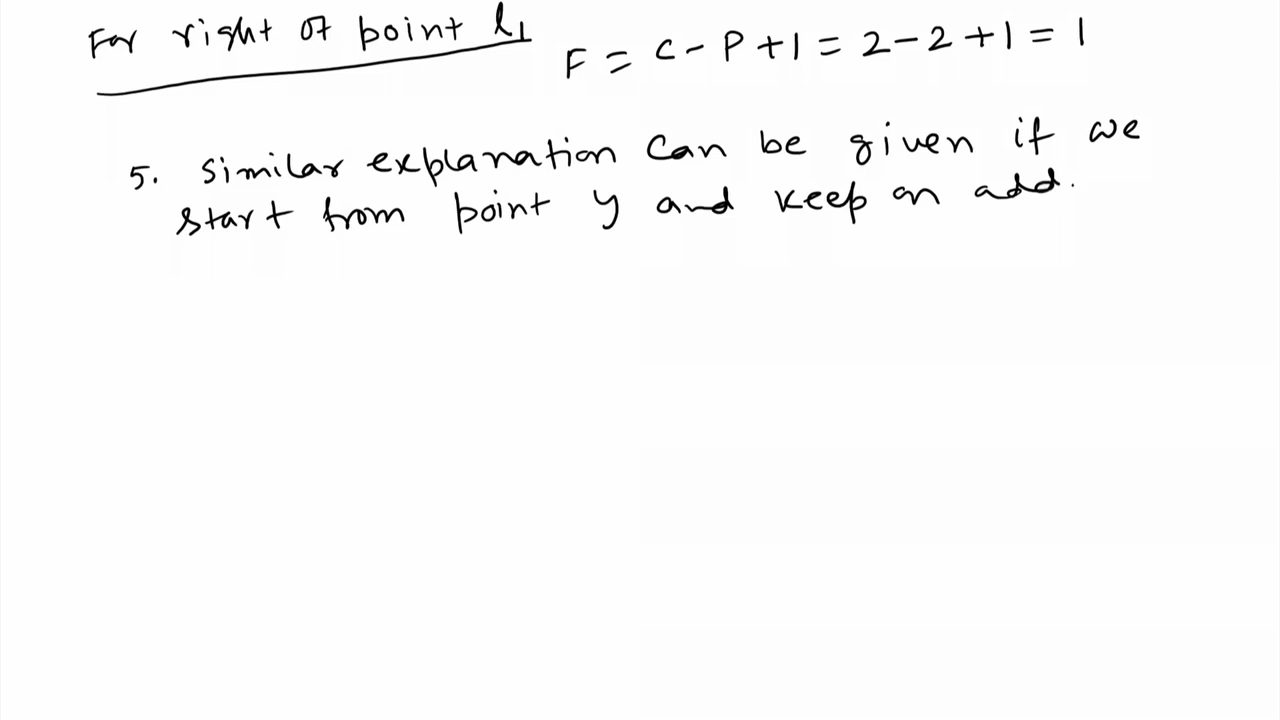 For right of point l1
F = C - P + 1 = 2 - 2 + 1 = 1
5. similar explanation can be given if we
start from point y and keep on add.